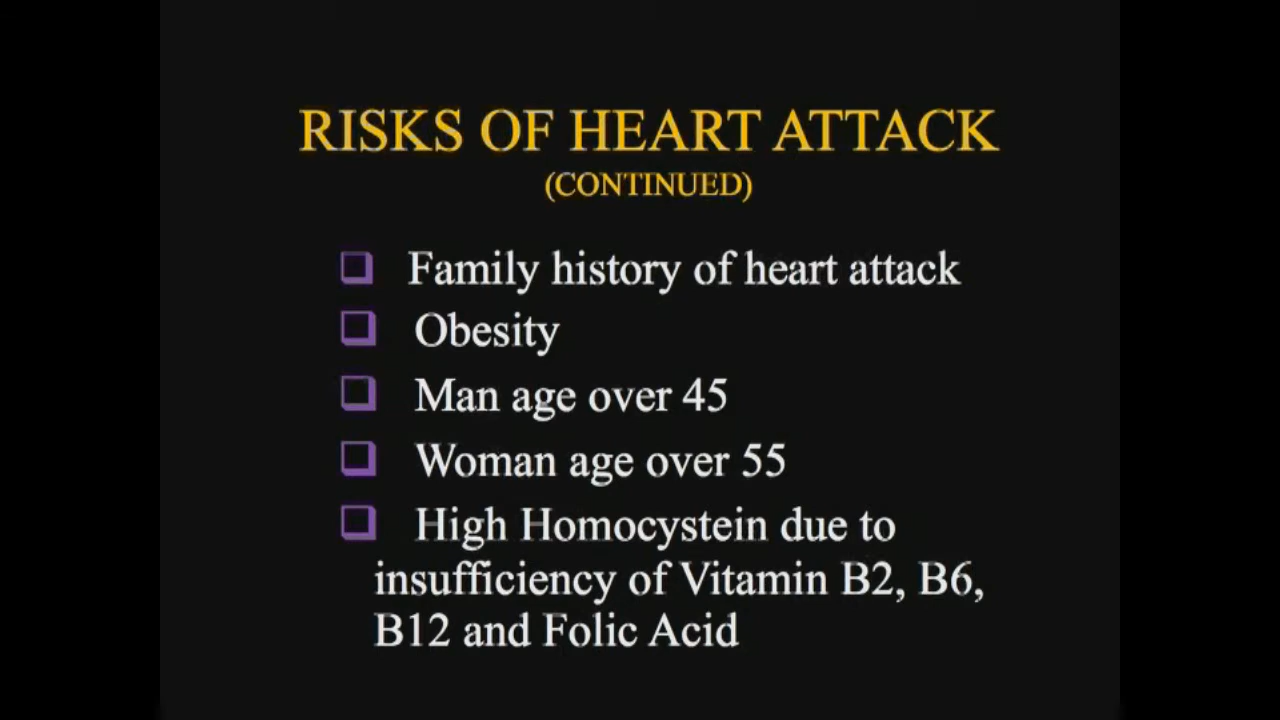 RISKS OF HEART ATTACK
(CONTINUED)
Family history of heart attack
Obesity
Man age over 45
Woman age over 55
High Homocystein due to
insufficiency of Vitamin B2, B6,
B12 and Folic Acid